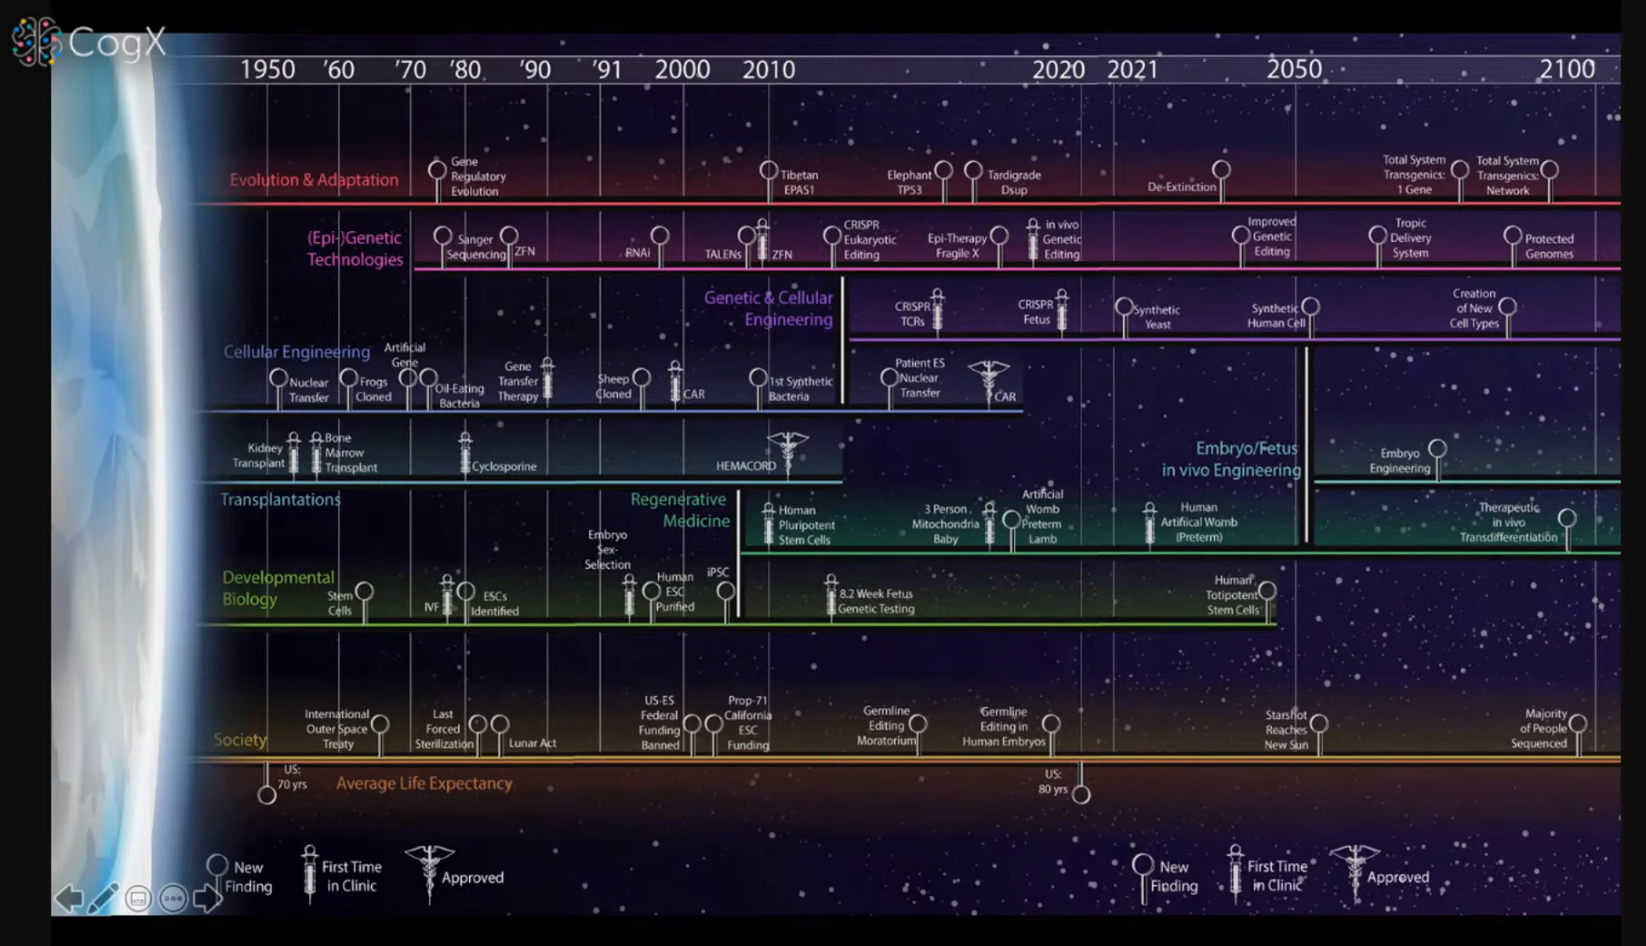 CogX
1950 '60 '70 '80 '90 '91 2000 2010 2020 2021 2050 2100
Evolution & Adaptation
Gene
Regulatory
Evolution
Tibetan
EPAS1
Elephant
TP53
Tardigrade
Dsup
De-Extinction
Total System
Transgenics:
1 Gene
Total System
Transgenics:
Network
(Epi-)Genetic
Technologies
Sanger
Sequencing
ZFN
RNAi
TALENs
ZFN
CRISPR
Eukaryotic
Editing
Epi-Therapy
Fragile X
in vivo
Genetic
Editing
Improved
Genetic
Editing
Tropic
Delivery
System
Protected
Genomes
Genetic & Cellular
Engineering
CRISPR
TCRs
CRISPR
Fetus
Synthetic
Yeast
Synthetic
Human Cell
Creation
of New
Cell Types
Cellular Engineering
Nuclear
Transfer
Frogs
Cloned
Artificial
Gene
Oil-Eating
Bacteria
Gene
Transfer
Therapy
Sheep
Cloned
CAR
1st Synthetic
Bacteria
Patient ES
Nuclear
Transfer
CAR
Kidney
Transplant
Bone
Marrow
Transplant
Cyclosporine
HEMACORD
Embryo/Fetus
in vivo Engineering
Embryo
Engineering
Transplantations
Regenerative
Medicine
Human
Pluripotent
Stem Cells
3 Person
Mitochondria
Baby
Artificial
Womb
Preterm
Lamb
Human
Artifiical Womb
(Preterm)
Therapeutic
in vivo
Transdifferentiation
Developmental
Biology
Stem
Cells
IVF
ESCs
Identified
Embryo
Sex-
Selection
Human
ESC
Purified
iPSC
8.2 Week Fetus
Genetic Testing
Human
Totipotent
Stem Cells
Society
International
Outer Space
Treaty
Last
Forced
Sterilization
Lunar Act
US-ES
Federal
Funding
Banned
Prop-71
California
ESC
Funding
Germline
Editing
Moratorium
Germline
Editing in
Human Embryos
Starshot
Reaches
New Sun
Majority
of People
Sequenced
US:
70 yrs
Average Life Expectancy
US:
80 yrs
New
Finding
First Time
in Clinic
Approved
New
Finding
First Time
in Clinic
Approved